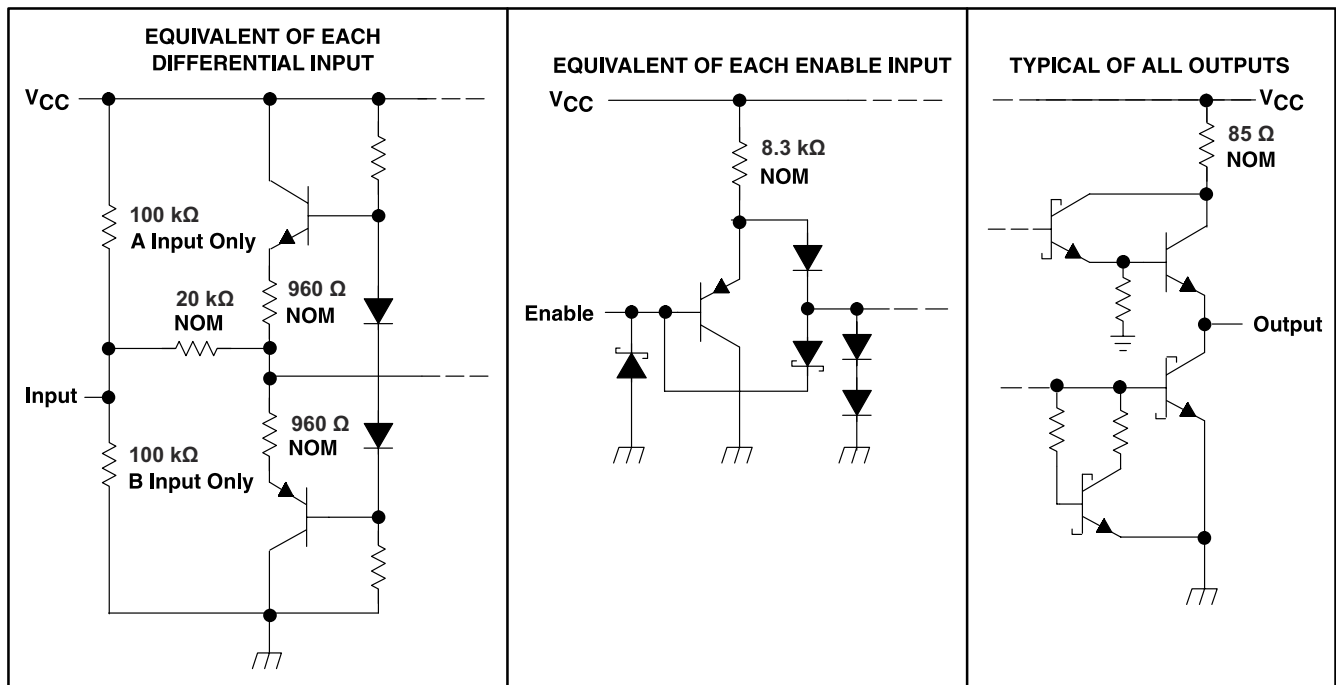 EQUIVALENT OF EACH
DIFFERENTIAL INPUT
VCC
100 kΩ
A Input Only
20 kΩ
NOM
960 Ω
NOM
Input
960 Ω
NOM
100 kΩ
B Input Only
EQUIVALENT OF EACH ENABLE INPUT
VCC
8.3 kΩ
NOM
Enable
TYPICAL OF ALL OUTPUTS
VCC
85 Ω
NOM
Output